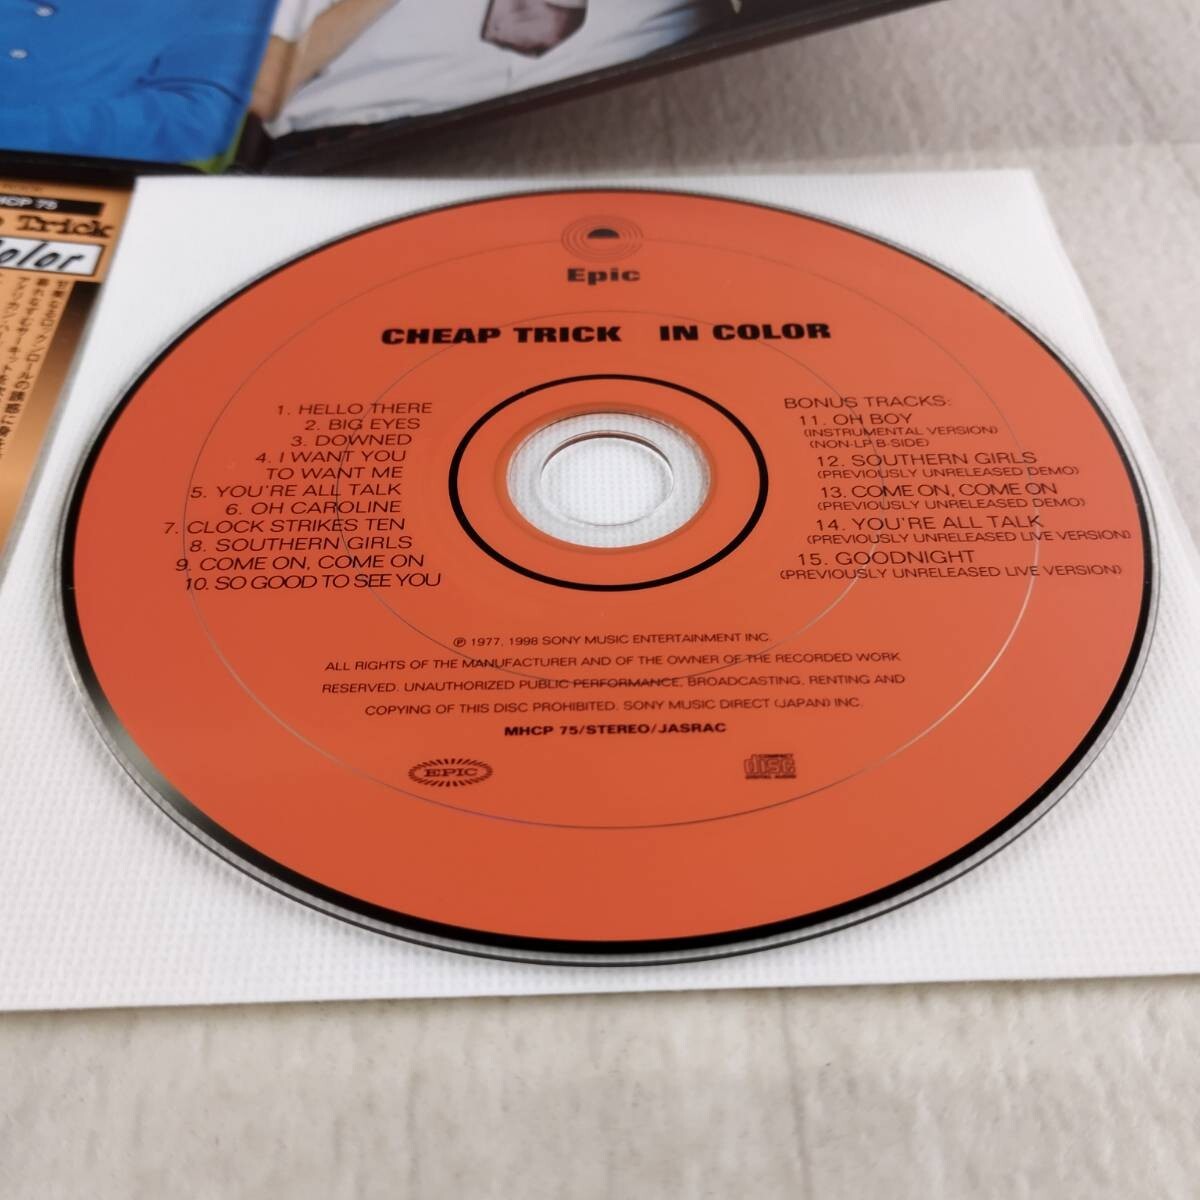 MHCP 75
Trick
Color
Epic
CHEAP TRICK IN COLOR
1. HELLO THERE
2. BIG EYES
3. DOWNED
4. I WANT YOU
TO WANT ME
5. YOU'RE ALL TALK
6. OH CAROLINE
7. CLOCK STRIKES TEN
8. SOUTHERN GIRLS
9. COME ON, COME ON
10. SO GOOD TO SEE YOU
BONUS TRACKS:
11. OH BOY
(INSTRUMENTAL VERSION)
(NON-LP B-SIDE)
12. SOUTHERN GIRLS
(PREVIOUSLY UNRELEASED DEMO)
13. COME ON, COME ON
(PREVIOUSLY UNRELEASED DEMO)
14. YOU'RE ALL TALK
(PREVIOUSLY UNRELEASED LIVE VERSION)
15. GOODNIGHT
(PREVIOUSLY UNRELEASED LIVE VERSION)
℗ 1977, 1998 SONY MUSIC ENTERTAINMENT INC.
ALL RIGHTS OF THE MANUFACTURER AND OF THE OWNER OF THE RECORDED WORK
RESERVED. UNAUTHORIZED PUBLIC PERFORMANCE, BROADCASTING, RENTING AND
COPYING OF THIS DISC PROHIBITED. SONY MUSIC DIRECT (JAPAN) INC.
MHCP 75/STEREO/JASRAC
EPIC
COMPACT
disc
DIGITAL AUDIO